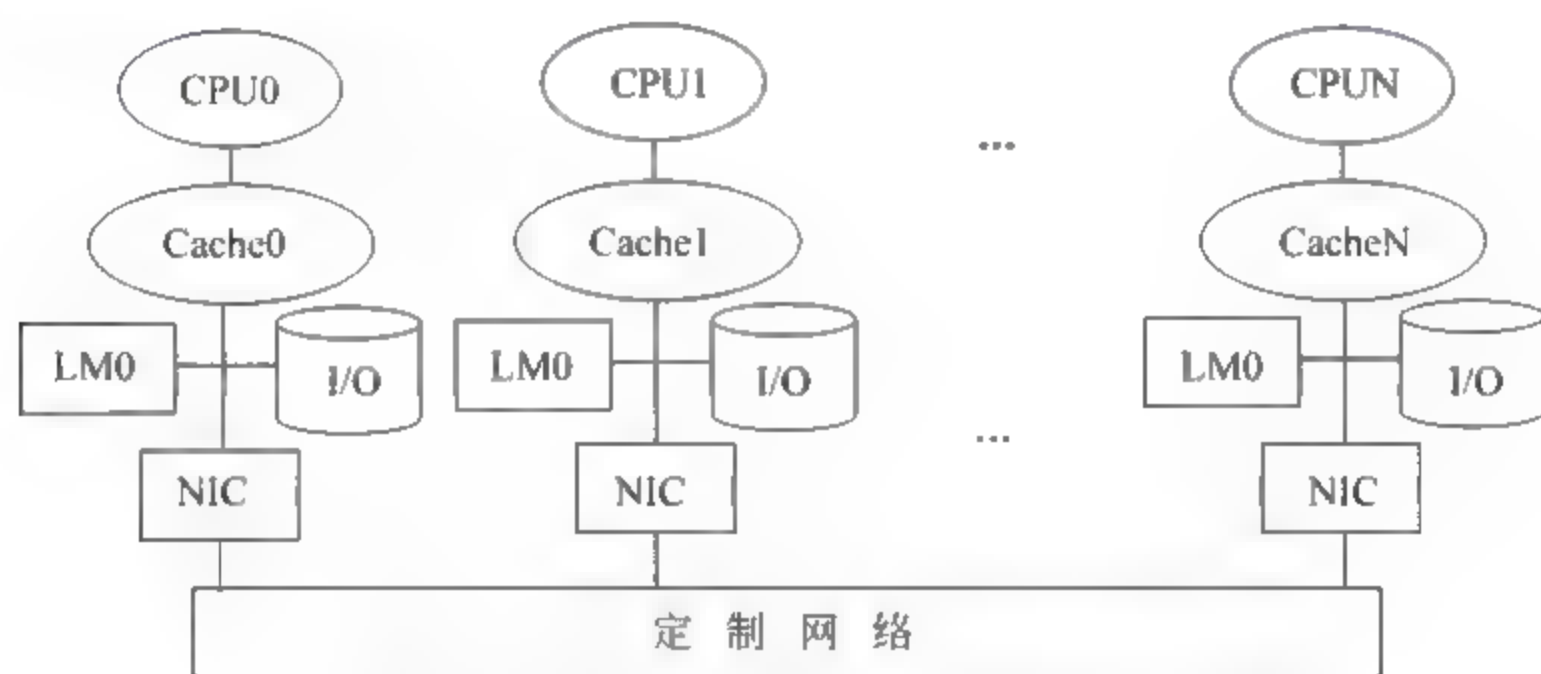 CPU0
CPU1
...
CPUN
Cache0
Cache1
CacheN
LM0
I/O
LM0
I/O
LM0
I/O
...
NIC
NIC
NIC
定制网络